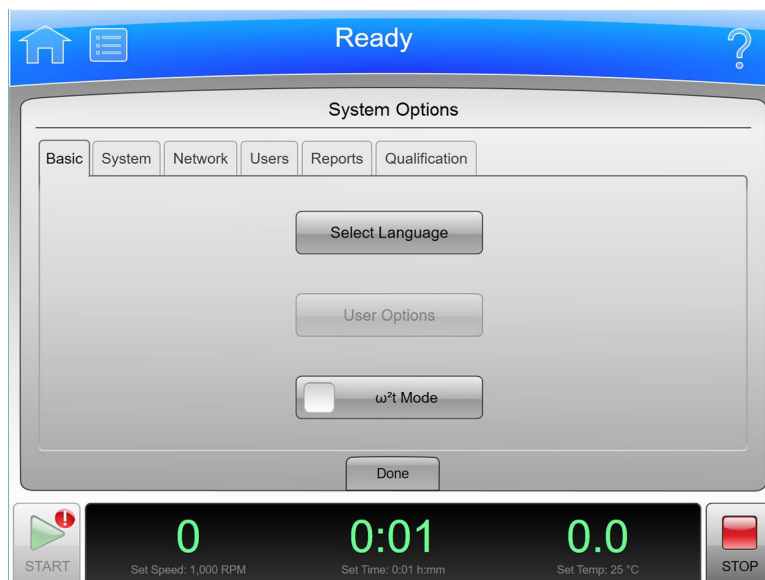 Ready
?
System Options
Basic System Network Users Reports Qualification
Select Language
User Options
ω²t Mode
Done
!
0 0:01 0.0
START Set Speed: 1,000 RPM Set Time: 0:01 h:mm Set Temp: 25 °C STOP